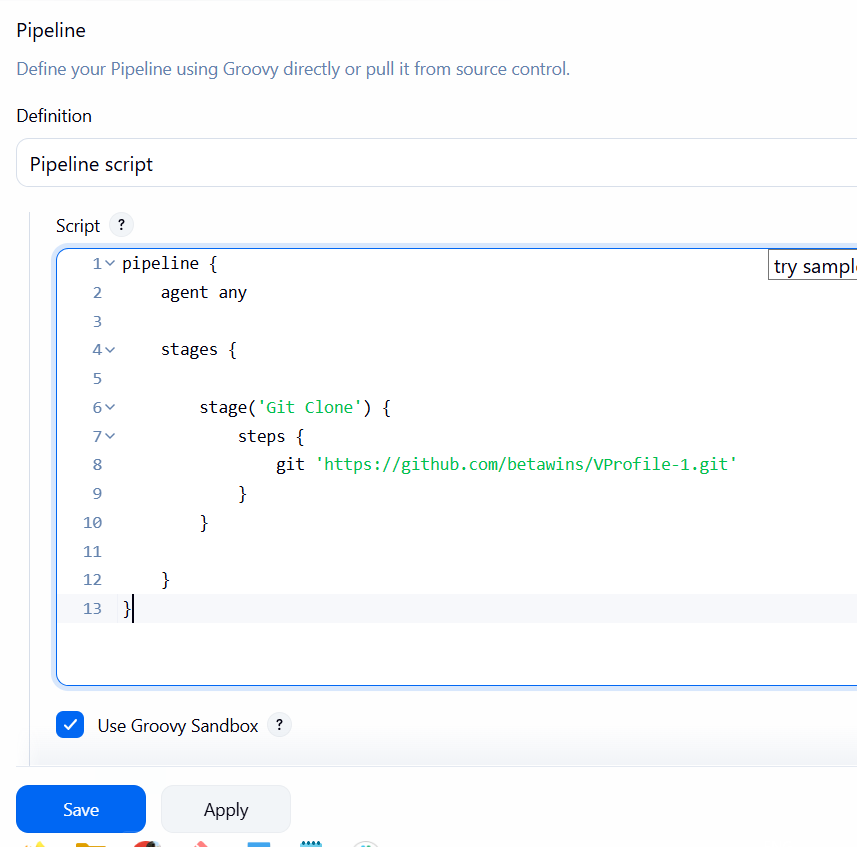 Pipeline
Define your Pipeline using Groovy directly or pull it from source control.
Definition
Pipeline script
Script ?
try sampl
1 pipeline {
2     agent any
3
4     stages {
5
6         stage('Git Clone') {
7             steps {
8                 git 'https://github.com/betawins/VProfile-1.git'
9             }
10         }
11
12     }
13 }
Use Groovy Sandbox ?
Save Apply